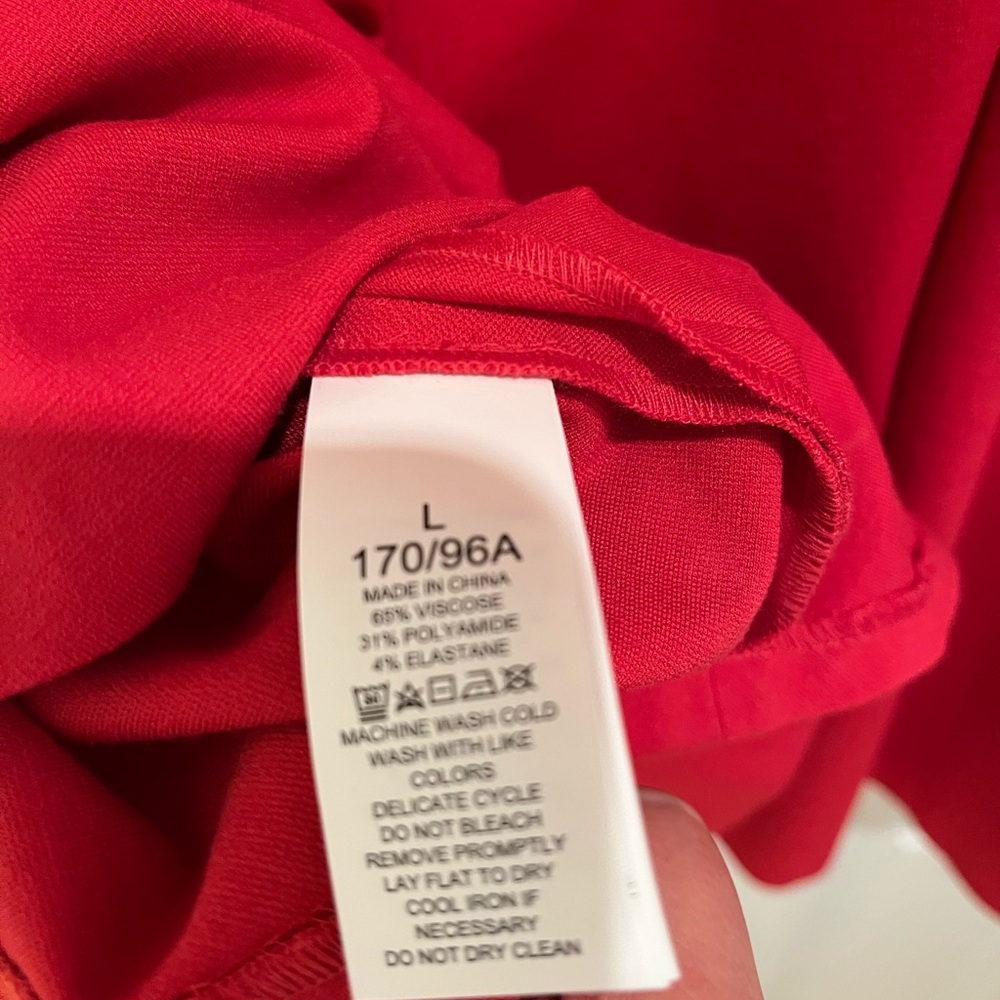 L
170/96A
MADE IN CHINA
65% VISCOSE
31% POLYAMIDE
4% ELASTANE
MACHINE WASH COLD
WASH WITH LIKE
COLORS
DELICATE CYCLE
DO NOT BLEACH
REMOVE PROMPTLY
LAY FLAT TO DRY
COOL IRON IF
NECESSARY
DO NOT DRY CLEAN